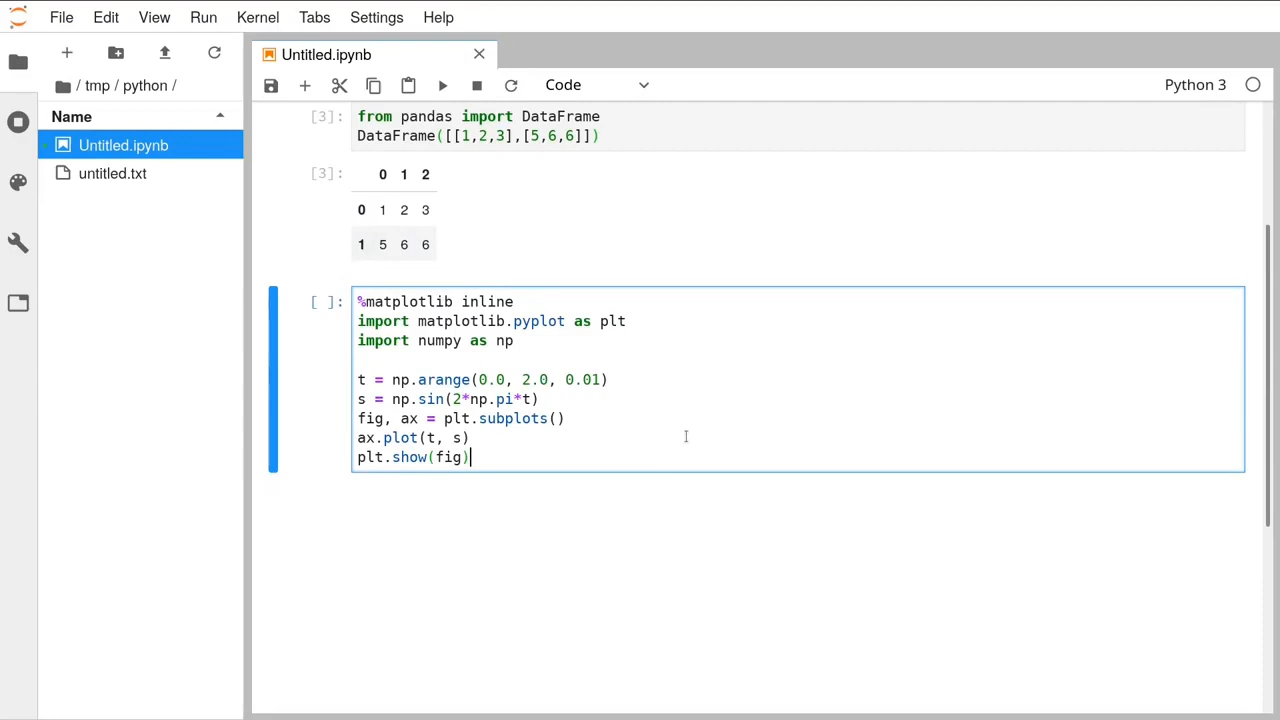 File Edit View Run Kernel Tabs Settings Help
Untitled.ipynb
Code
Python 3
/ tmp / python /
Name
Untitled.ipynb
untitled.txt
[3]: from pandas import DataFrame
DataFrame([[1,2,3],[5,6,6]])
[3]: 0 1 2
0 1 2 3
1 5 6 6
[ ]: %matplotlib inline
import matplotlib.pyplot as plt
import numpy as np
t = np.arange(0.0, 2.0, 0.01)
s = np.sin(2*np.pi*t)
fig, ax = plt.subplots()
ax.plot(t, s)
plt.show(fig)